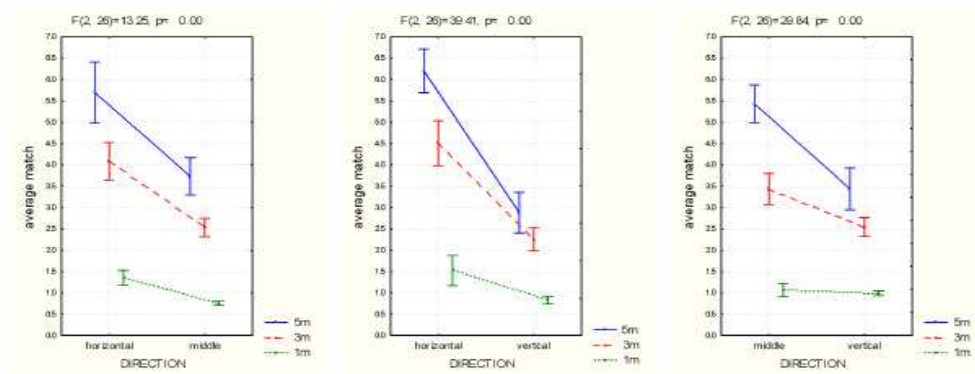 F(2, 26)=13.25, p= 0.00
average match
7.0
6.5
6.0
5.5
5.0
4.5
4.0
3.5
3.0
2.5
2.0
1.5
1.0
0.5
0.0
horizontal middle
DIRECTION
5m
3m
1m
F(2, 26)=39.41, p= 0.00
average match
7.0
6.5
6.0
5.5
5.0
4.5
4.0
3.5
3.0
2.5
2.0
1.5
1.0
0.5
0.0
horizontal vertical
DIRECTION
5m
3m
1m
F(2, 26)=29.84, p= 0.00
average match
7.0
6.5
6.0
5.5
5.0
4.5
4.0
3.5
3.0
2.5
2.0
1.5
1.0
0.5
0.0
middle vertical
DIRECTION
5m
3m
1m